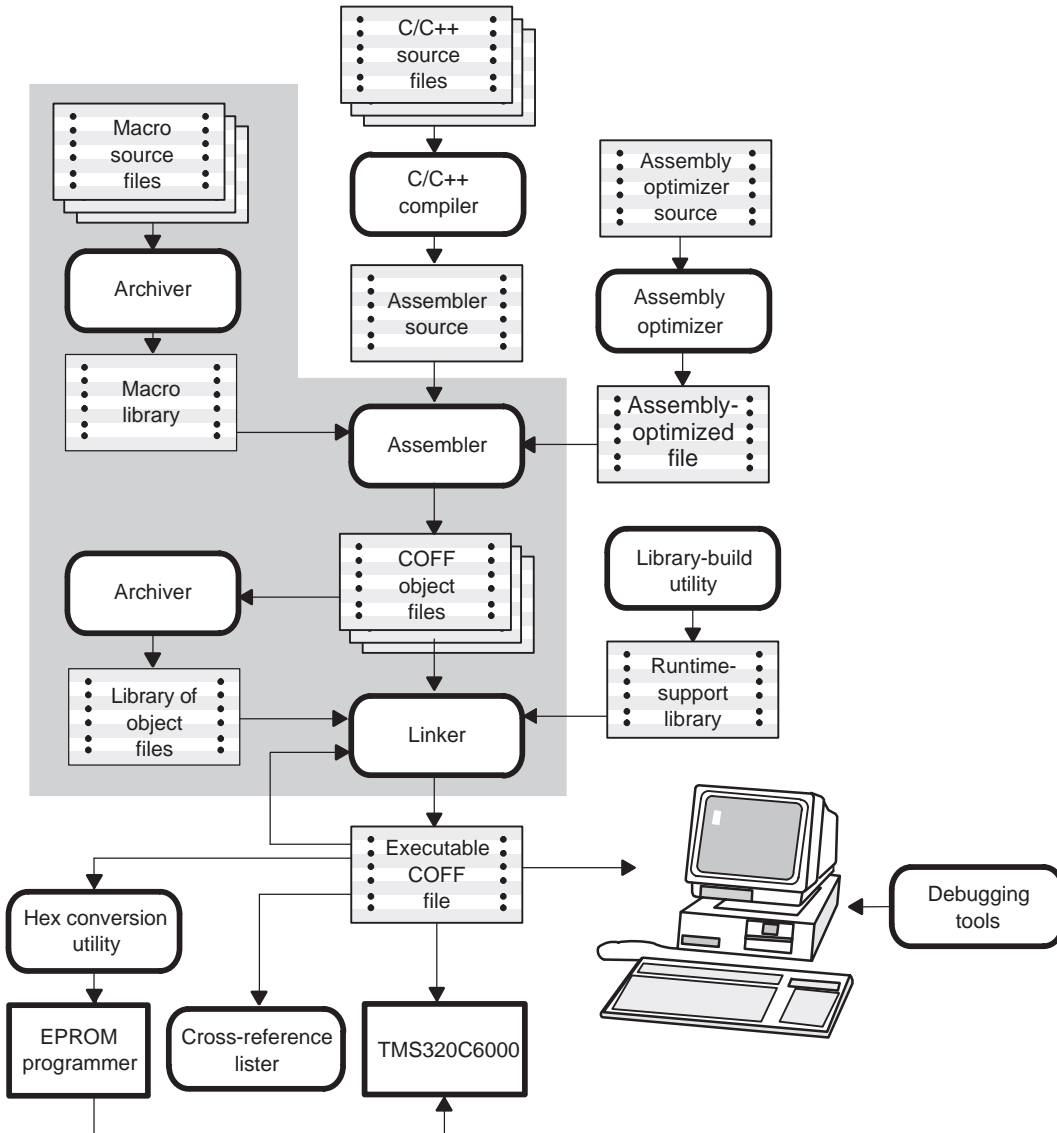 C/C++
source
files
Macro
source
files
C/C++
compiler
Assembly
optimizer
source
Archiver
Assembler
source
Assembly
optimizer
Macro
library
Assembler
Assembly-
optimized
file
Archiver
COFF
object
files
Library-build
utility
Library of
object
files
Linker
Runtime-
support
library
Executable
COFF
file
Debugging
tools
Hex conversion
utility
EPROM
programmer
Cross-reference
lister
TMS320C6000